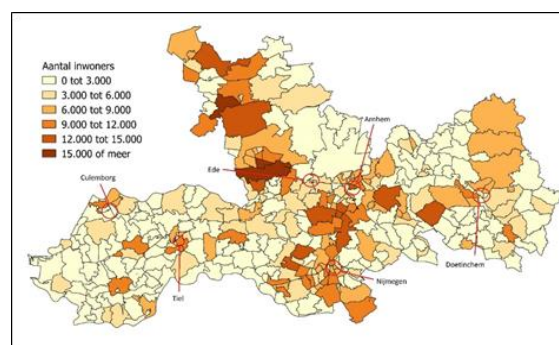 Aantal inwoners
0 tot 3.000
3.000 tot 6.000
6.000 tot 9.000
9.000 tot 12.000
12.000 tot 15.000
15.000 of meer
Arnhem
Ede
Culemborg
Doetinchem
Nijmegen
Tiel